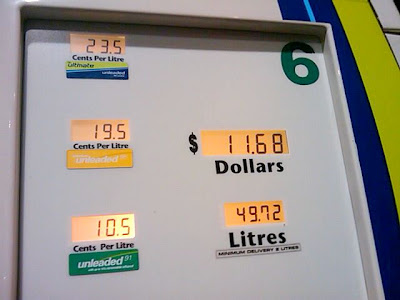 23.5
Cents Per Litre
ultimate
unleaded
6
19.5
Cents Per Litre
unleaded
$ 11.68
Dollars
10.5
Cents Per Litre
unleaded 91
49.72
Litres
MINIMUM DELIVERY 2 LITRES